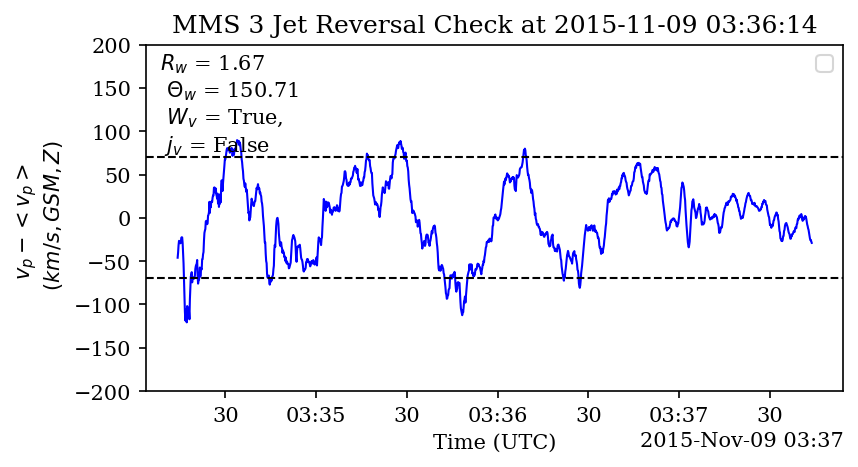 MMS 3 Jet Reversal Check at 2015-11-09 03:36:14
R_w = 1.67
Θ_w = 150.71
W_v = True,
j_v = False
v_p − < v_p >
(km/s, GSM, Z)
200
150
100
50
0
−50
−100
−150
−200
30 03:35 30 03:36 30 03:37 30
Time (UTC)
2015-Nov-09 03:37